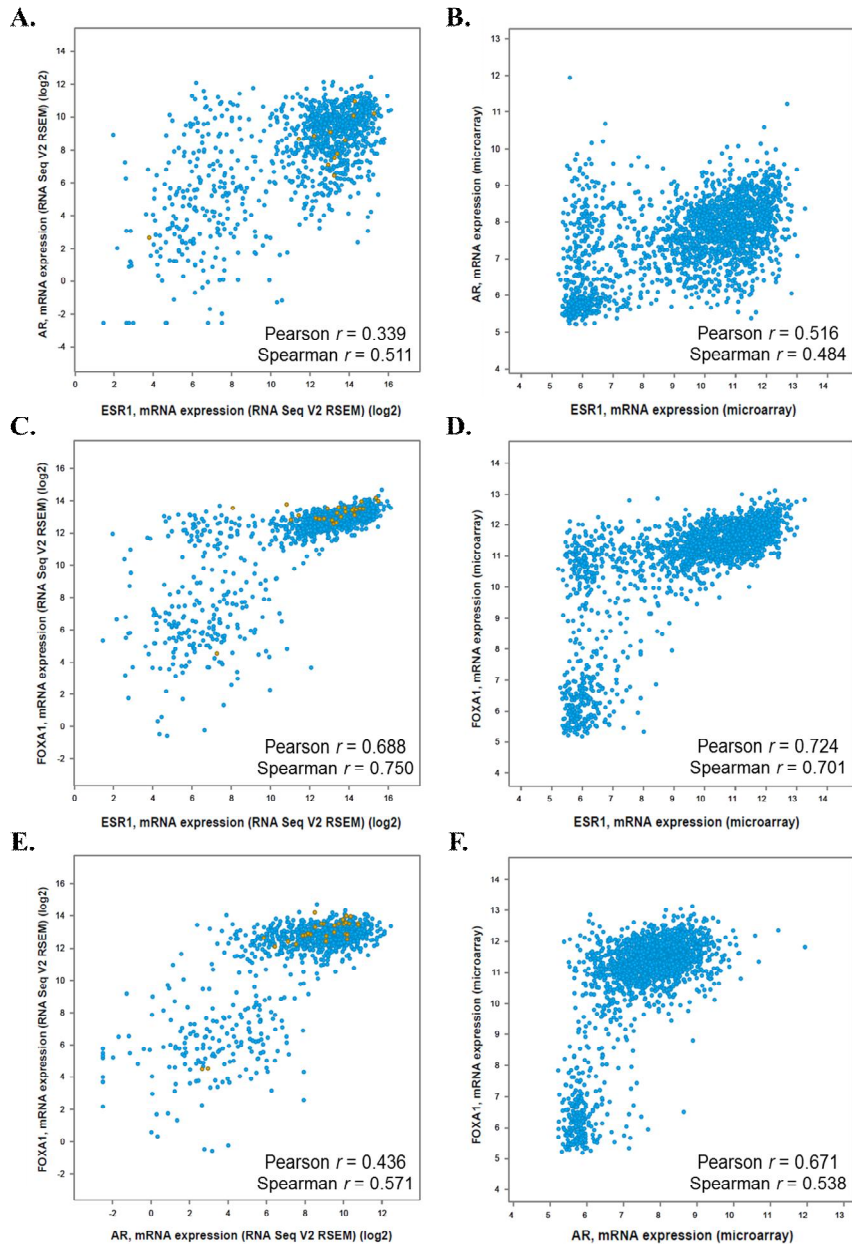 A.
AR, mRNA expression (RNA Seq V2 RSEM) (log2)
14
12
10
8
6
4
2
0
-2
-4
Pearson r = 0.339
Spearman r = 0.511
0 2 4 6 8 10 12 14 16
ESR1, mRNA expression (RNA Seq V2 RSEM) (log2)
B.
AR, mRNA expression (microarray)
13
12
11
10
9
8
7
6
5
4
Pearson r = 0.516
Spearman r = 0.484
4 5 6 7 8 9 10 11 12 13 14
ESR1, mRNA expression (microarray)
C.
FOXA1, mRNA expression (RNA Seq V2 RSEM) (log2)
16
14
12
10
8
6
4
2
0
-2
Pearson r = 0.688
Spearman r = 0.750
0 2 4 6 8 10 12 14 16
ESR1, mRNA expression (RNA Seq V2 RSEM) (log2)
D.
FOXA1, mRNA expression (microarray)
14
13
12
11
10
9
8
7
6
5
4
Pearson r = 0.724
Spearman r = 0.701
4 5 6 7 8 9 10 11 12 13 14
ESR1, mRNA expression (microarray)
E.
FOXA1, mRNA expression (RNA Seq V2 RSEM) (log2)
16
14
12
10
8
6
4
2
0
-2
Pearson r = 0.436
Spearman r = 0.571
-2 0 2 4 6 8 10 12
AR, mRNA expression (RNA Seq V2 RSEM) (log2)
F.
FOXA1, mRNA expression (microarray)
14
13
12
11
10
9
8
7
6
5
4
Pearson r = 0.671
Spearman r = 0.538
4 5 6 7 8 9 10 11 12 13
AR, mRNA expression (microarray)